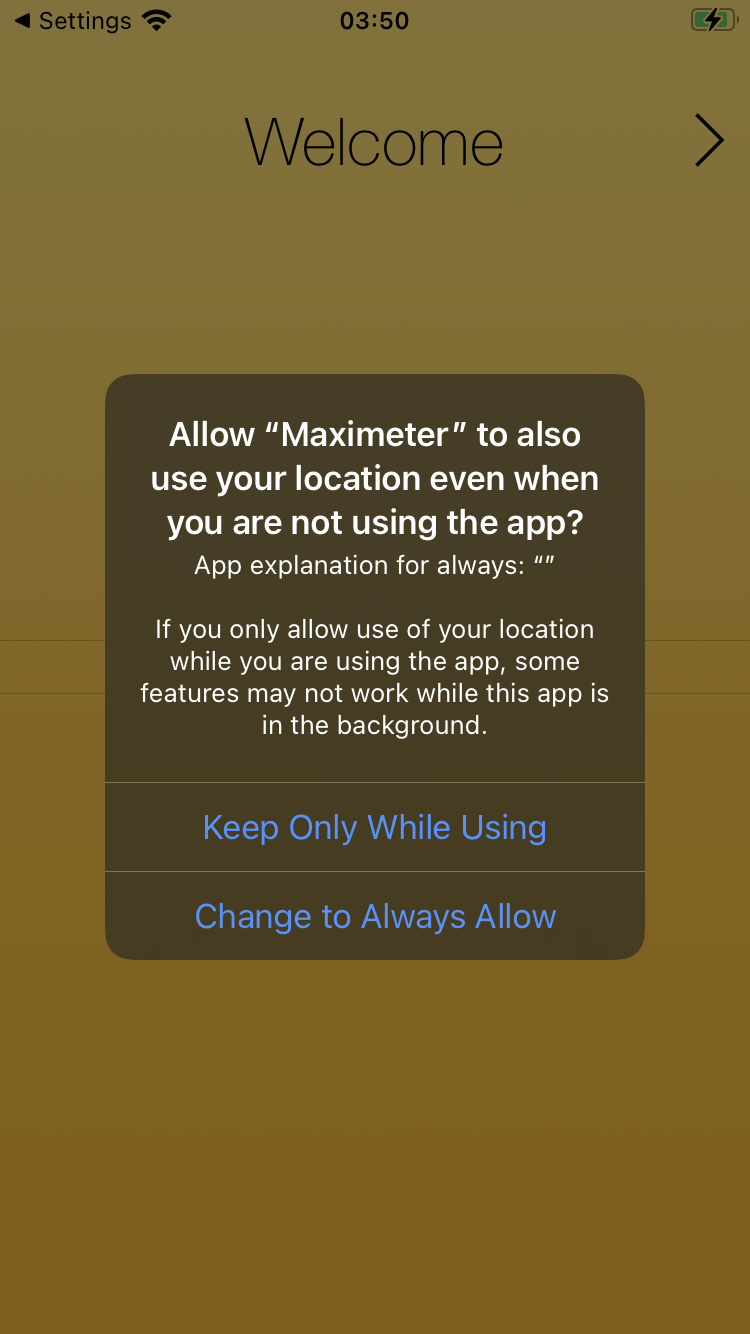 Settings
03:50
Welcome
Allow “Maximeter” to also
use your location even when
you are not using the app?
App explanation for always: “”
If you only allow use of your location
while you are using the app, some
features may not work while this app is
in the background.
Keep Only While Using
Change to Always Allow